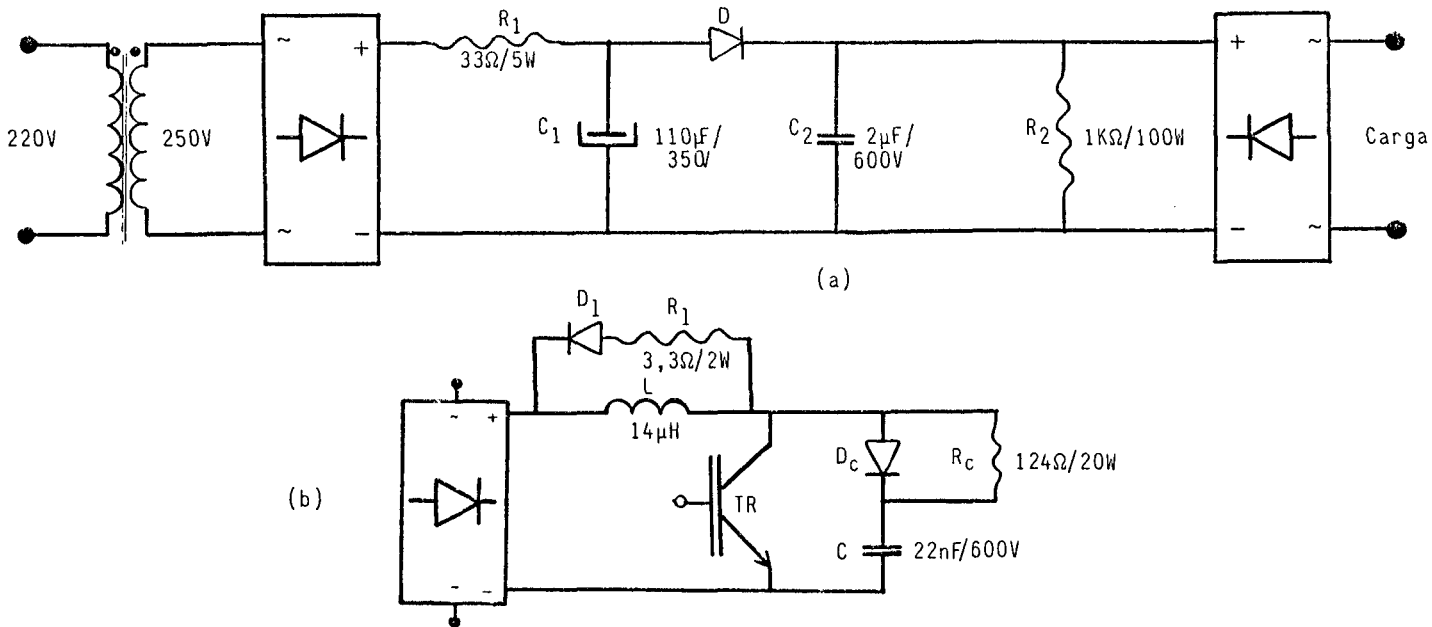 220V
250V
~
~
+
-
R1
33Ω/5W
C1
110µF/
350V
D
C2
2µF/
600V
R2
1KΩ/100W
+
-
~
~
Carga
(a)
D1
R1
3,3Ω/2W
L
14µH
~
+
~
-
(b)
TR
Dc
Rc
124Ω/20W
C
22nF/600V